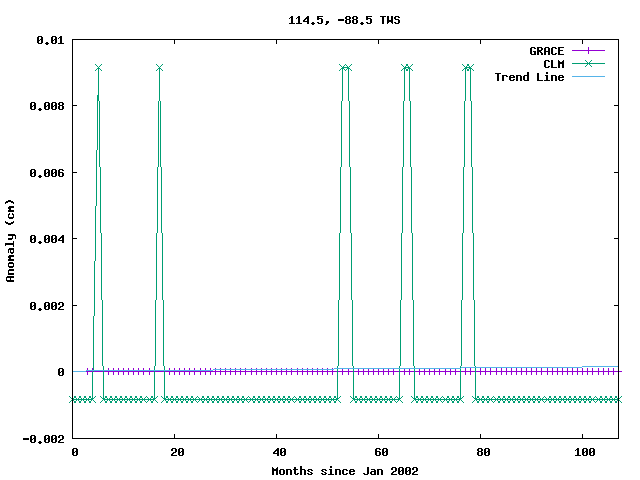 114.5, -88.5 TWS
GRACE
CLM
Trend Line
0.01
0.008
0.006
0.004
0.002
0
-0.002
Anomaly (cm)
0 20 40 60 80 100
Months since Jan 2002